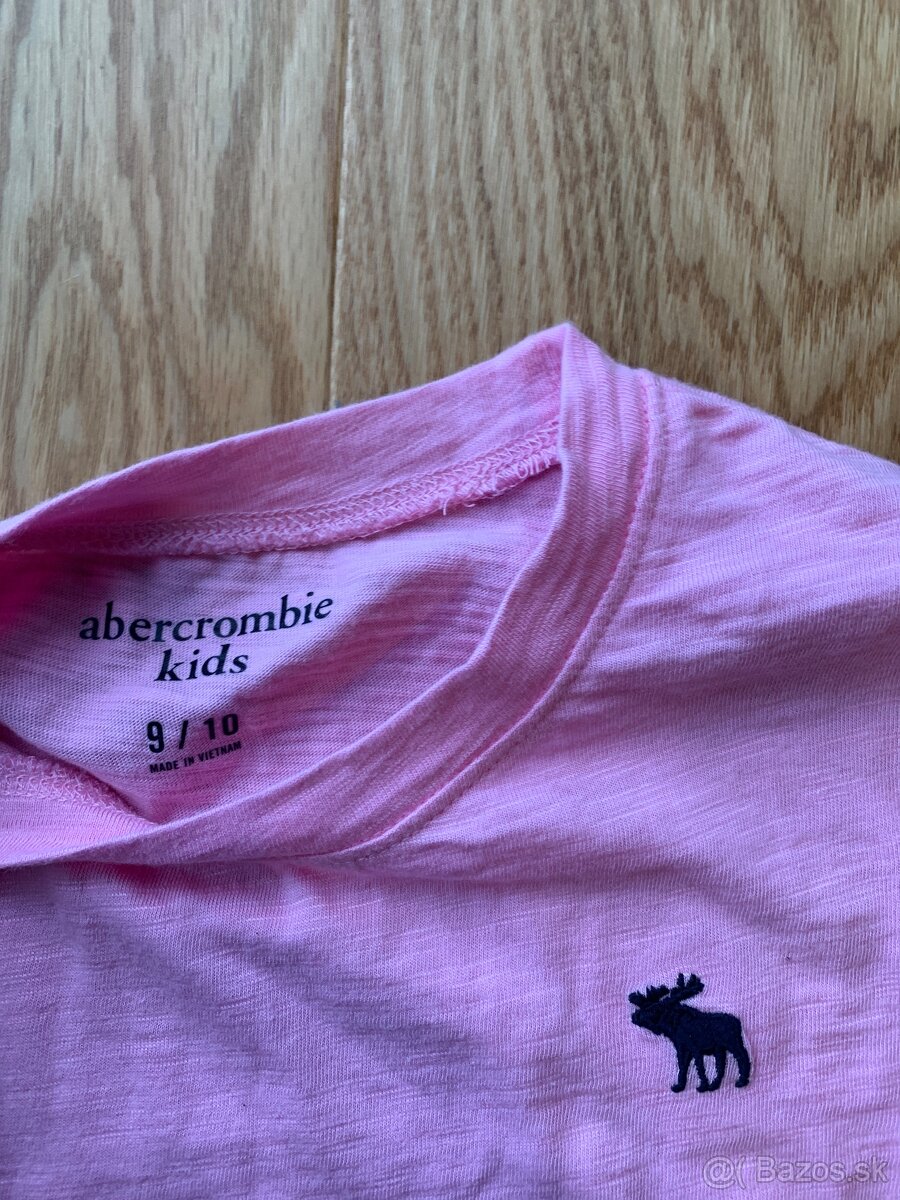 abercrombie
kids
9 / 10
MADE IN VIETNAM
@( Bazos.sk